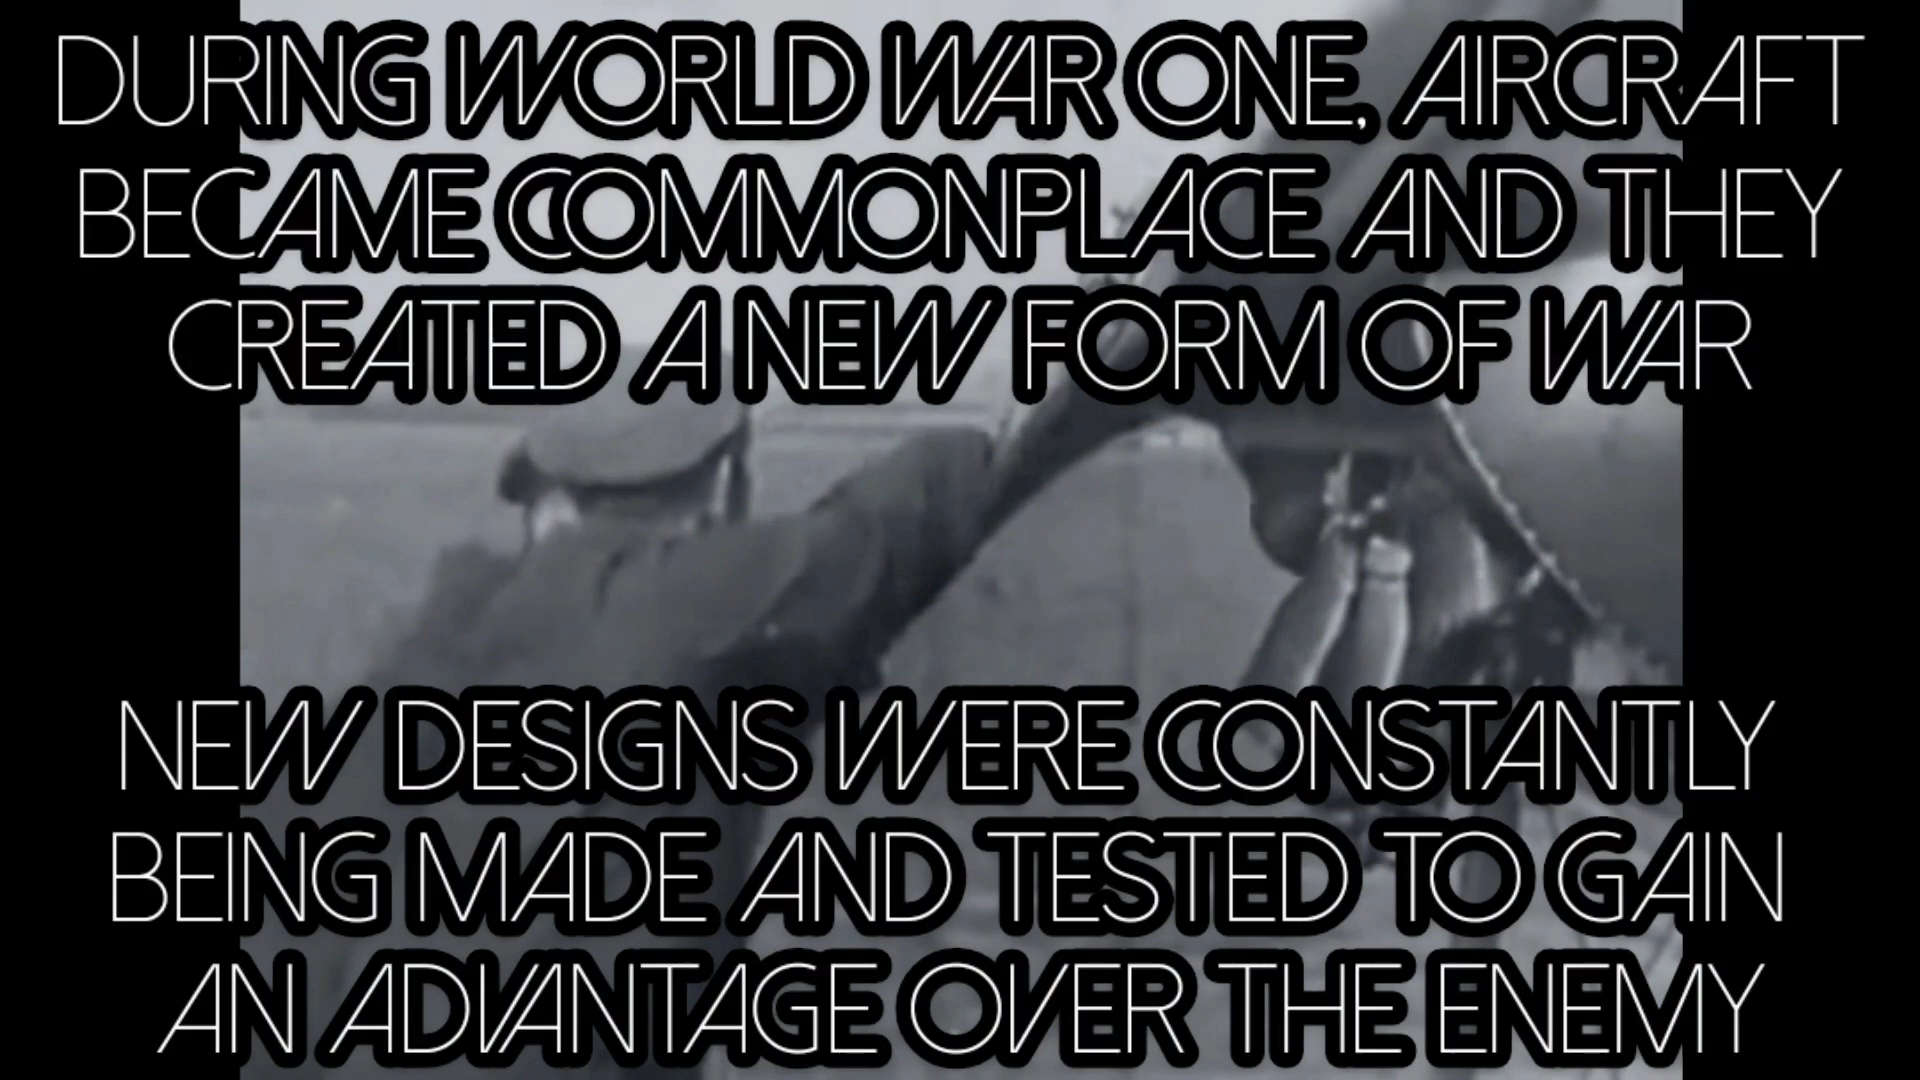 DURING WORLD WAR ONE, AIRCRAFT
BECAME COMMONPLACE AND THEY
CREATED A NEW FORM OF WAR
NEW DESIGNS WERE CONSTANTLY
BEING MADE AND TESTED TO GAIN
AN ADVANTAGE OVER THE ENEMY